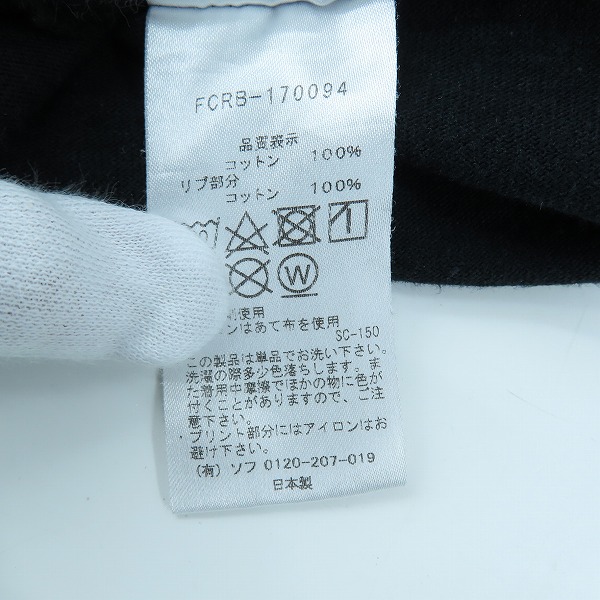 FCRB-170094
品質表示
コットン 100%
リブ部分
コットン 100%
W
使用
ンはあて布を使用
SC-150
この製品は単品でお洗い下さい。
洗濯の際多少色落ちします。ま
た着用中摩擦でほかの物に色が
付くことがありますので、ご注
意下さい。
・プリント部分にはアイロンはお
避け下さい。
(有)ソフ 0120-207-019
日本製